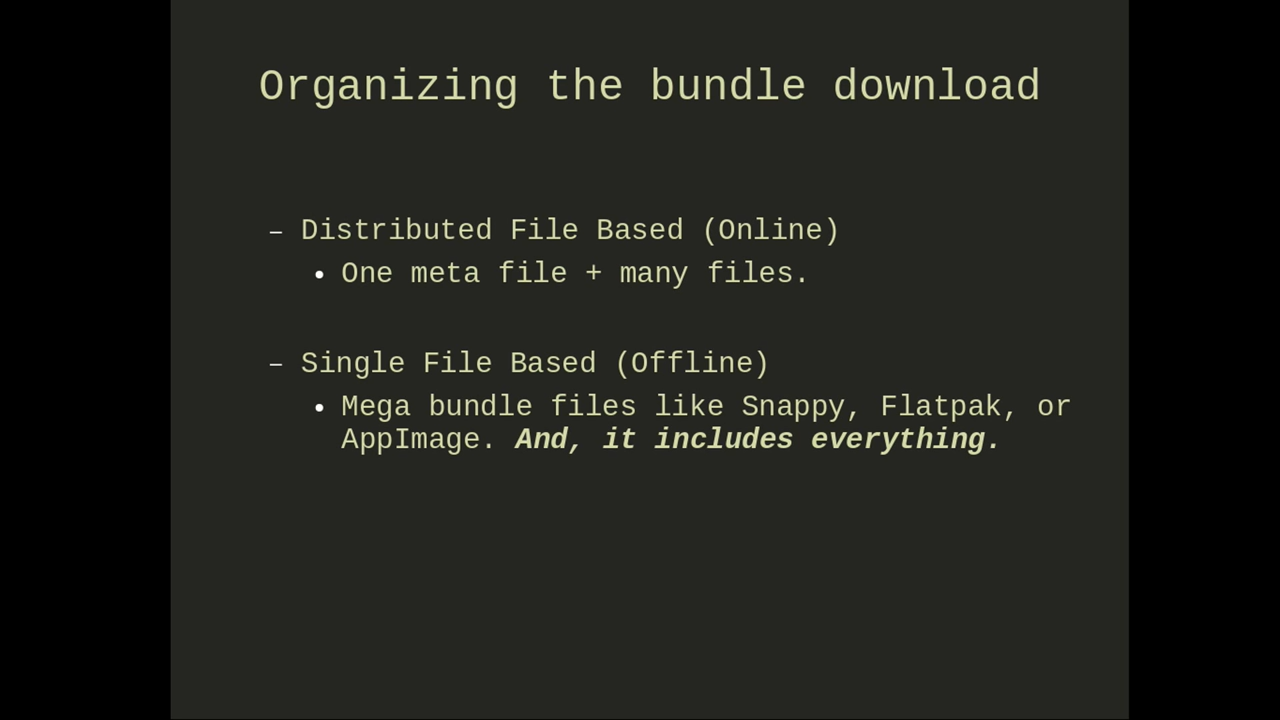 Organizing the bundle download
– Distributed File Based (Online)
• One meta file + many files.
– Single File Based (Offline)
• Mega bundle files like Snappy, Flatpak, or
AppImage. And, it includes everything.